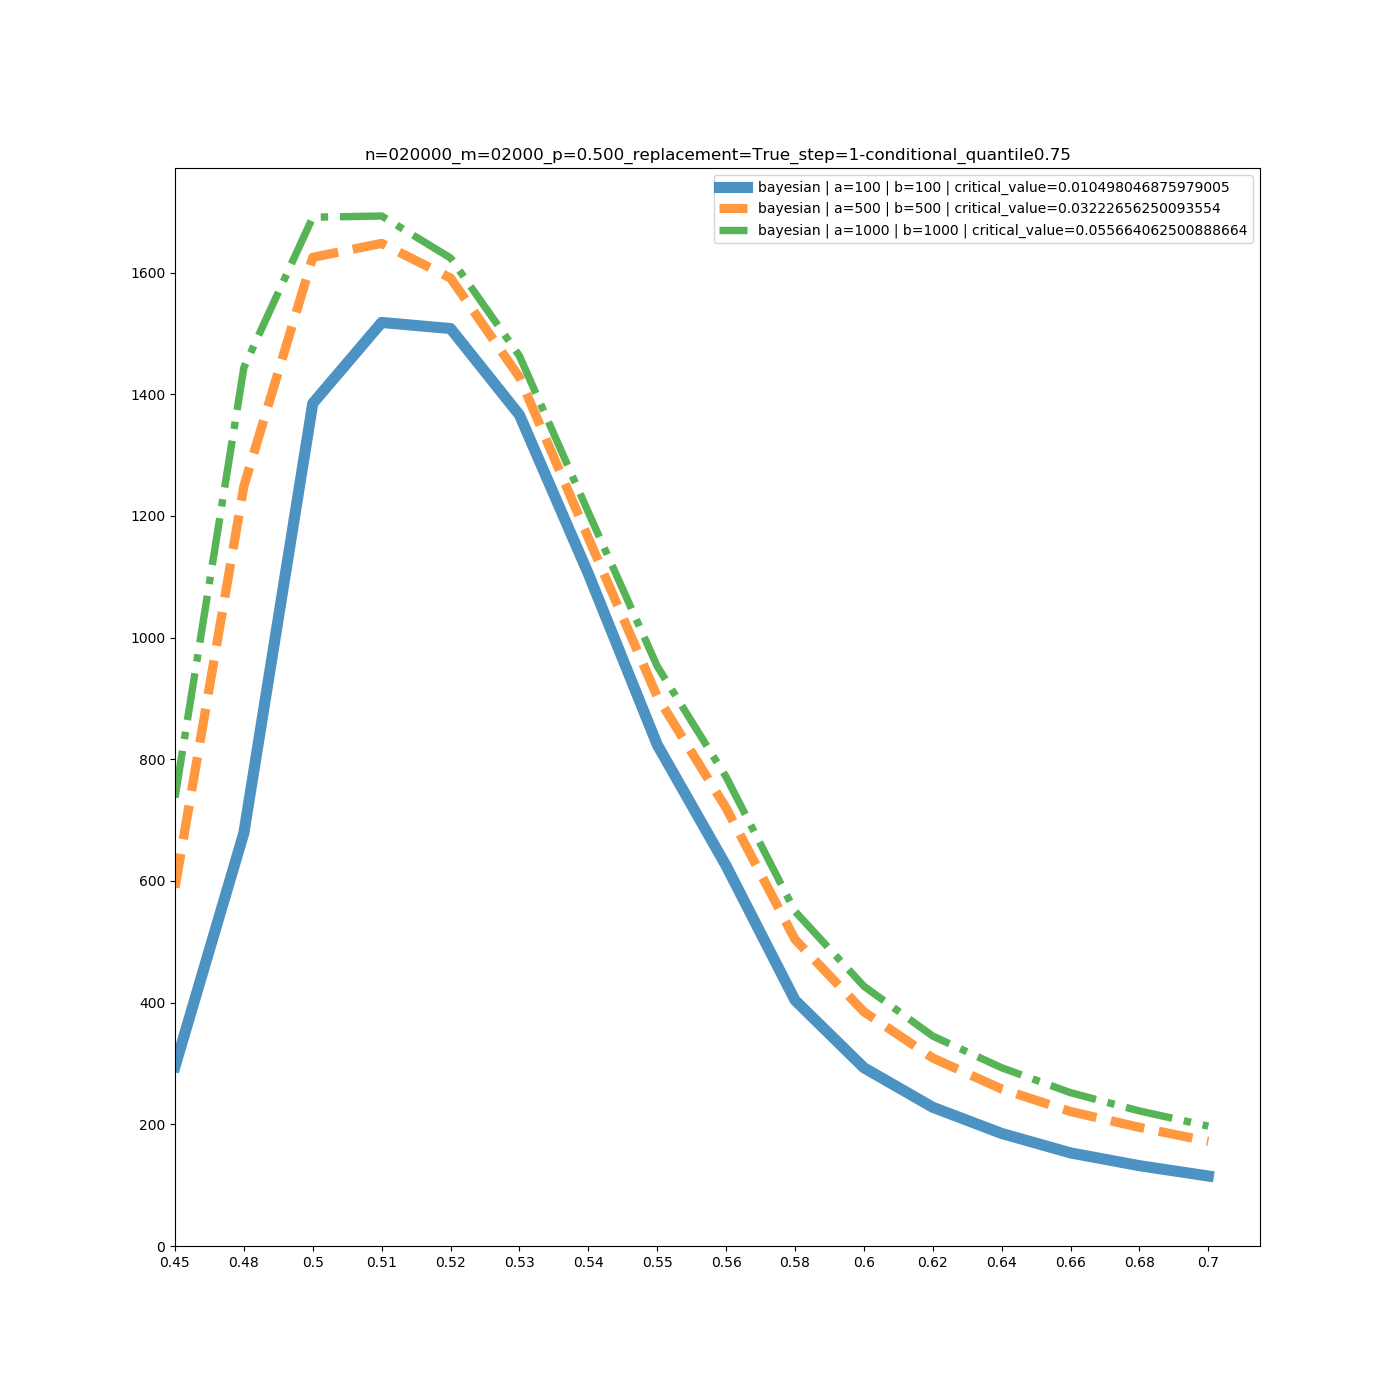 n=020000_m=02000_p=0.500_replacement=True_step=1-conditional_quantile0.75
bayesian | a=100 | b=100 | critical_value=0.010498046875979005
bayesian | a=500 | b=500 | critical_value=0.03222656250093554
bayesian | a=1000 | b=1000 | critical_value=0.055664062500888664
1600
1400
1200
1000
800
600
400
200
0
0.45 0.48 0.5 0.51 0.52 0.53 0.54 0.55 0.56 0.58 0.6 0.62 0.64 0.66 0.68 0.7